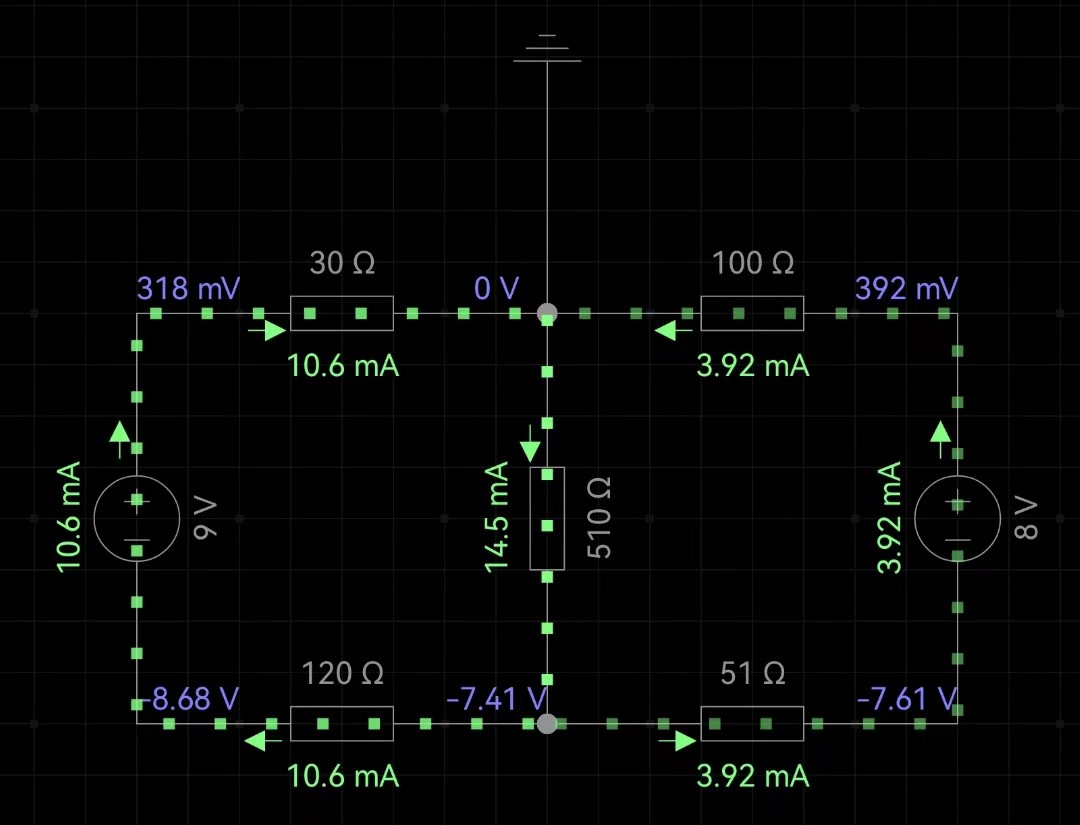 30 Ω
100 Ω
318 mV
0 V
392 mV
10.6 mA
3.92 mA
10.6 mA
9 V
14.5 mA
510 Ω
3.92 mA
8 V
120 Ω
51 Ω
-8.68 V
-7.41 V
-7.61 V
10.6 mA
3.92 mA